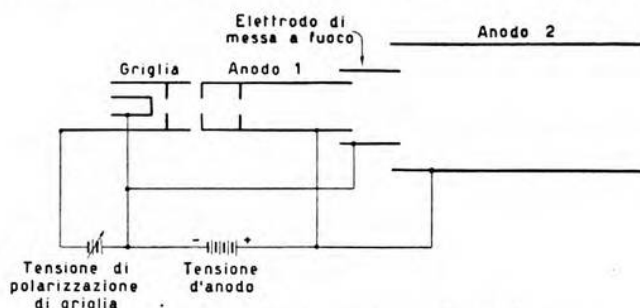 Elettrodo di
messa a fuoco
Anodo 2
Griglia
Anodo 1
- +
Tensione di
polarizzazione
di griglia
Tensione
d'anodo